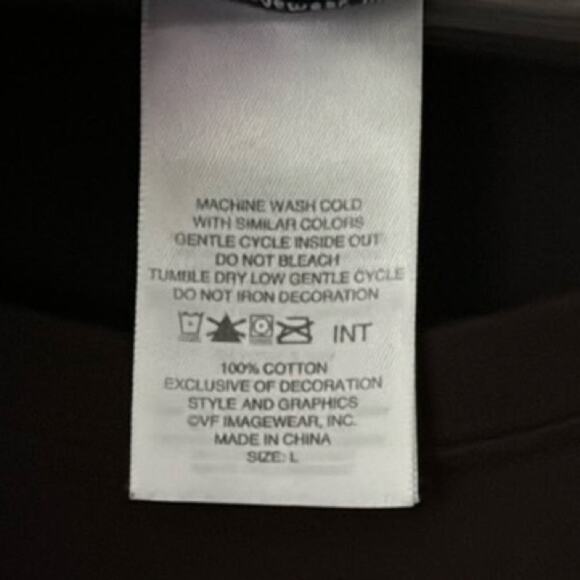 MACHINE WASH COLD
WITH SIMILAR COLORS
GENTLE CYCLE INSIDE OUT
DO NOT BLEACH
TUMBLE DRY LOW GENTLE CYCLE
DO NOT IRON DECORATION
INT
100% COTTON
EXCLUSIVE OF DECORATION
STYLE AND GRAPHICS
©VF IMAGEWEAR, INC.
MADE IN CHINA
SIZE: L